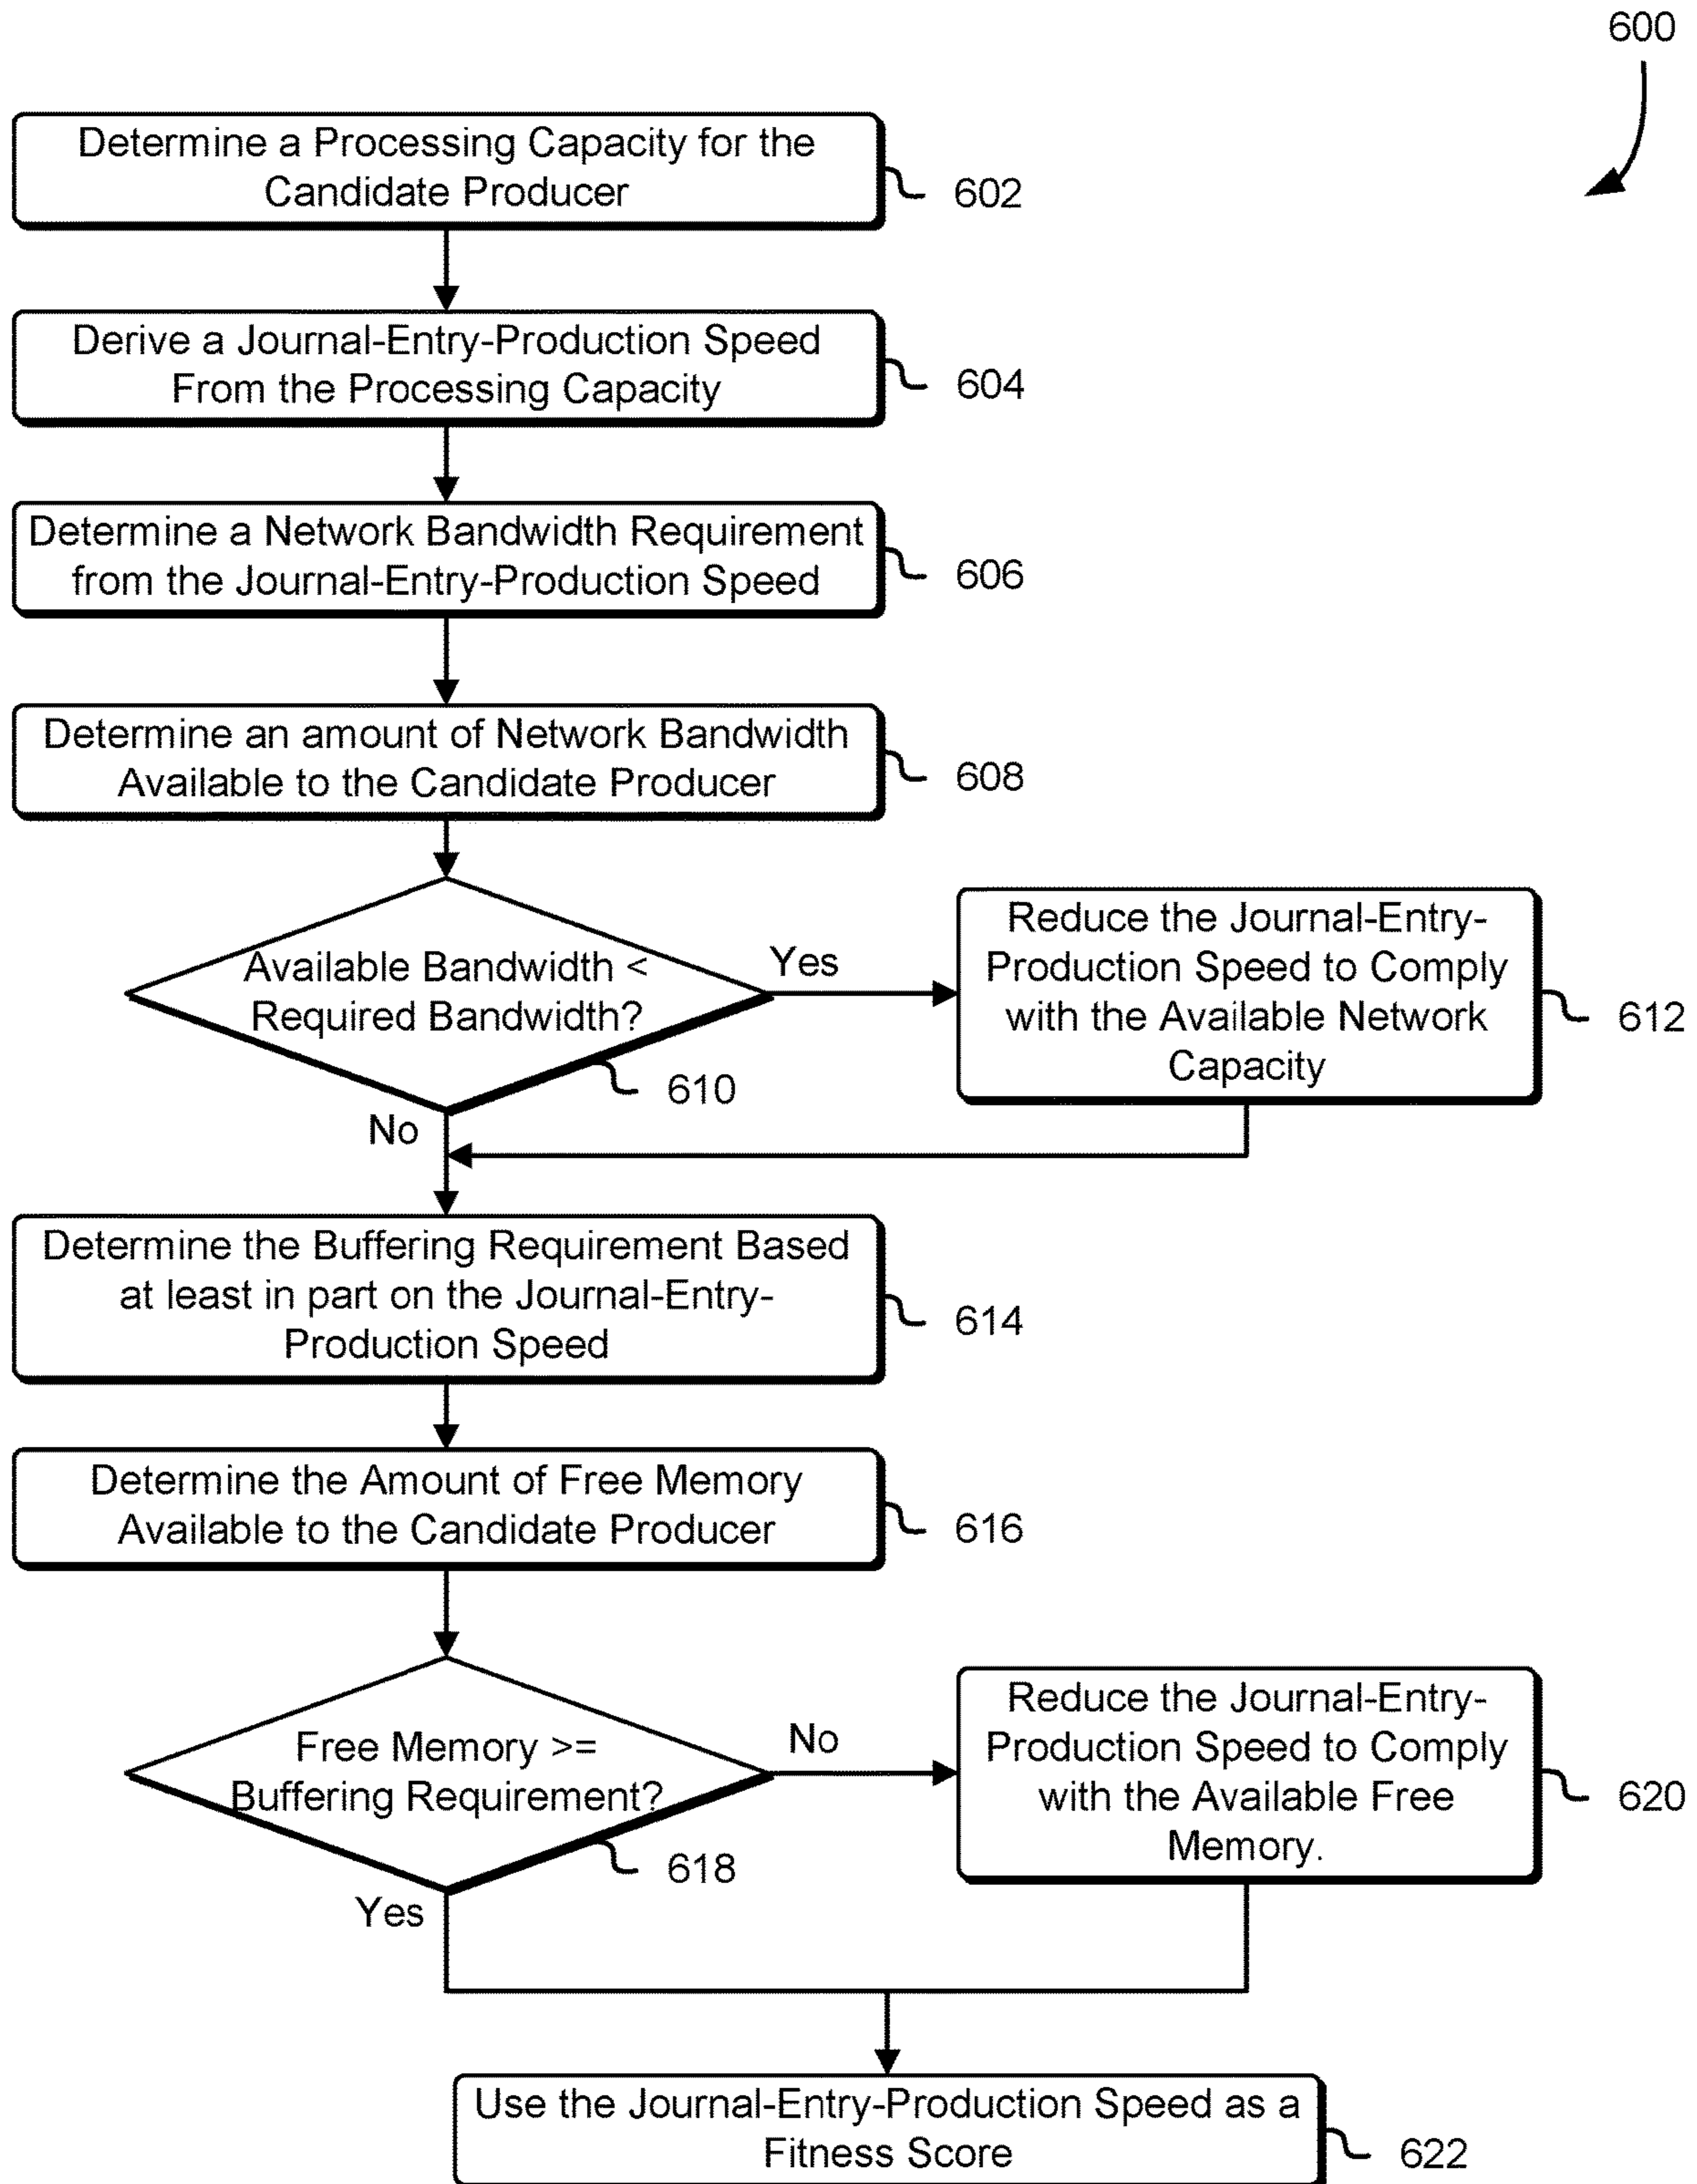 600
Determine a Processing Capacity for the
Candidate Producer
602
Derive a Journal-Entry-Production Speed
From the Processing Capacity
604
Determine a Network Bandwidth Requirement
from the Journal-Entry-Production Speed
606
Determine an amount of Network Bandwidth
Available to the Candidate Producer
608
Available Bandwidth <
Required Bandwidth?
610
Yes
No
Reduce the Journal-Entry-
Production Speed to Comply
with the Available Network
Capacity
612
Determine the Buffering Requirement Based
at least in part on the Journal-Entry-
Production Speed
614
Determine the Amount of Free Memory
Available to the Candidate Producer
616
Free Memory >=
Buffering Requirement?
618
No
Yes
Reduce the Journal-Entry-
Production Speed to Comply
with the Available Free
Memory.
620
Use the Journal-Entry-Production Speed as a
Fitness Score
622